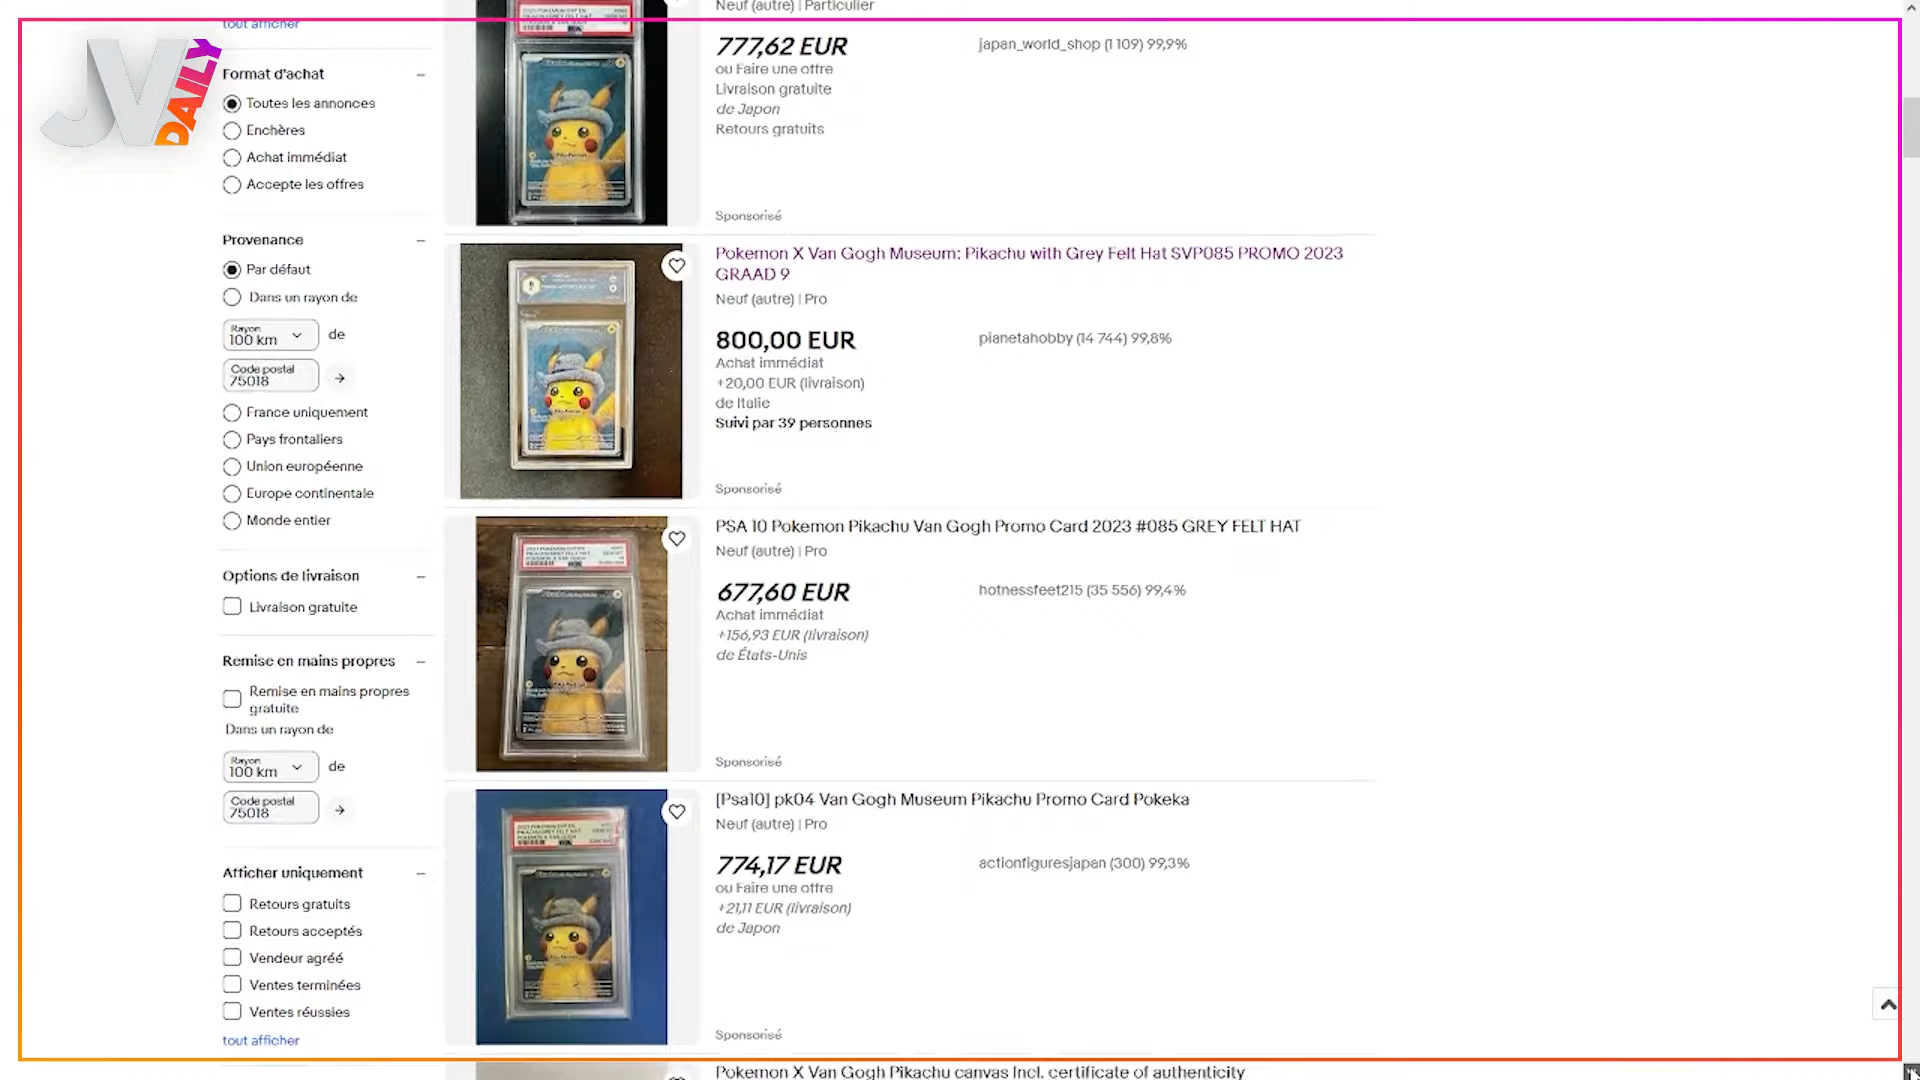 tout afficher
JV
DAILY
Format d'achat
Toutes les annonces
Enchères
Achat immédiat
Accepte les offres
Provenance
Par défaut
Dans un rayon de
Rayon
100 km
de
Code postal
75018
France uniquement
Pays frontaliers
Union européenne
Europe continentale
Monde entier
Options de livraison
Livraison gratuite
Remise en mains propres
Remise en mains propres
gratuite
Dans un rayon de
Rayon
100 km
de
Code postal
75018
Afficher uniquement
Retours gratuits
Retours acceptés
Vendeur agréé
Ventes terminées
Ventes réussies
tout afficher
Neuf (autre) | Particulier
777,62 EUR
japan_world_shop (1 109) 99,9%
ou Faire une offre
Livraison gratuite
de Japon
Retours gratuits
Sponsorisé
Pokemon X Van Gogh Museum: Pikachu with Grey Felt Hat SVP085 PROMO 2023
GRAAD 9
Neuf (autre) | Pro
800,00 EUR
pianetahobby (14 744) 99,8%
Achat immédiat
+20,00 EUR (livraison)
de Italie
Suivi par 39 personnes
Sponsorisé
PSA 10 Pokemon Pikachu Van Gogh Promo Card 2023 #085 GREY FELT HAT
Neuf (autre) | Pro
677,60 EUR
hotnessfeet215 (35 556) 99,4%
Achat immédiat
+156,93 EUR (livraison)
de États-Unis
Sponsorisé
[Psa10] pk04 Van Gogh Museum Pikachu Promo Card Pokeka
Neuf (autre) | Pro
774,17 EUR
actionfiguresjapan (300) 99,3%
ou Faire une offre
+21,11 EUR (livraison)
de Japon
Sponsorisé
Pokemon X Van Gogh Pikachu canvas Incl. certificate of authenticity